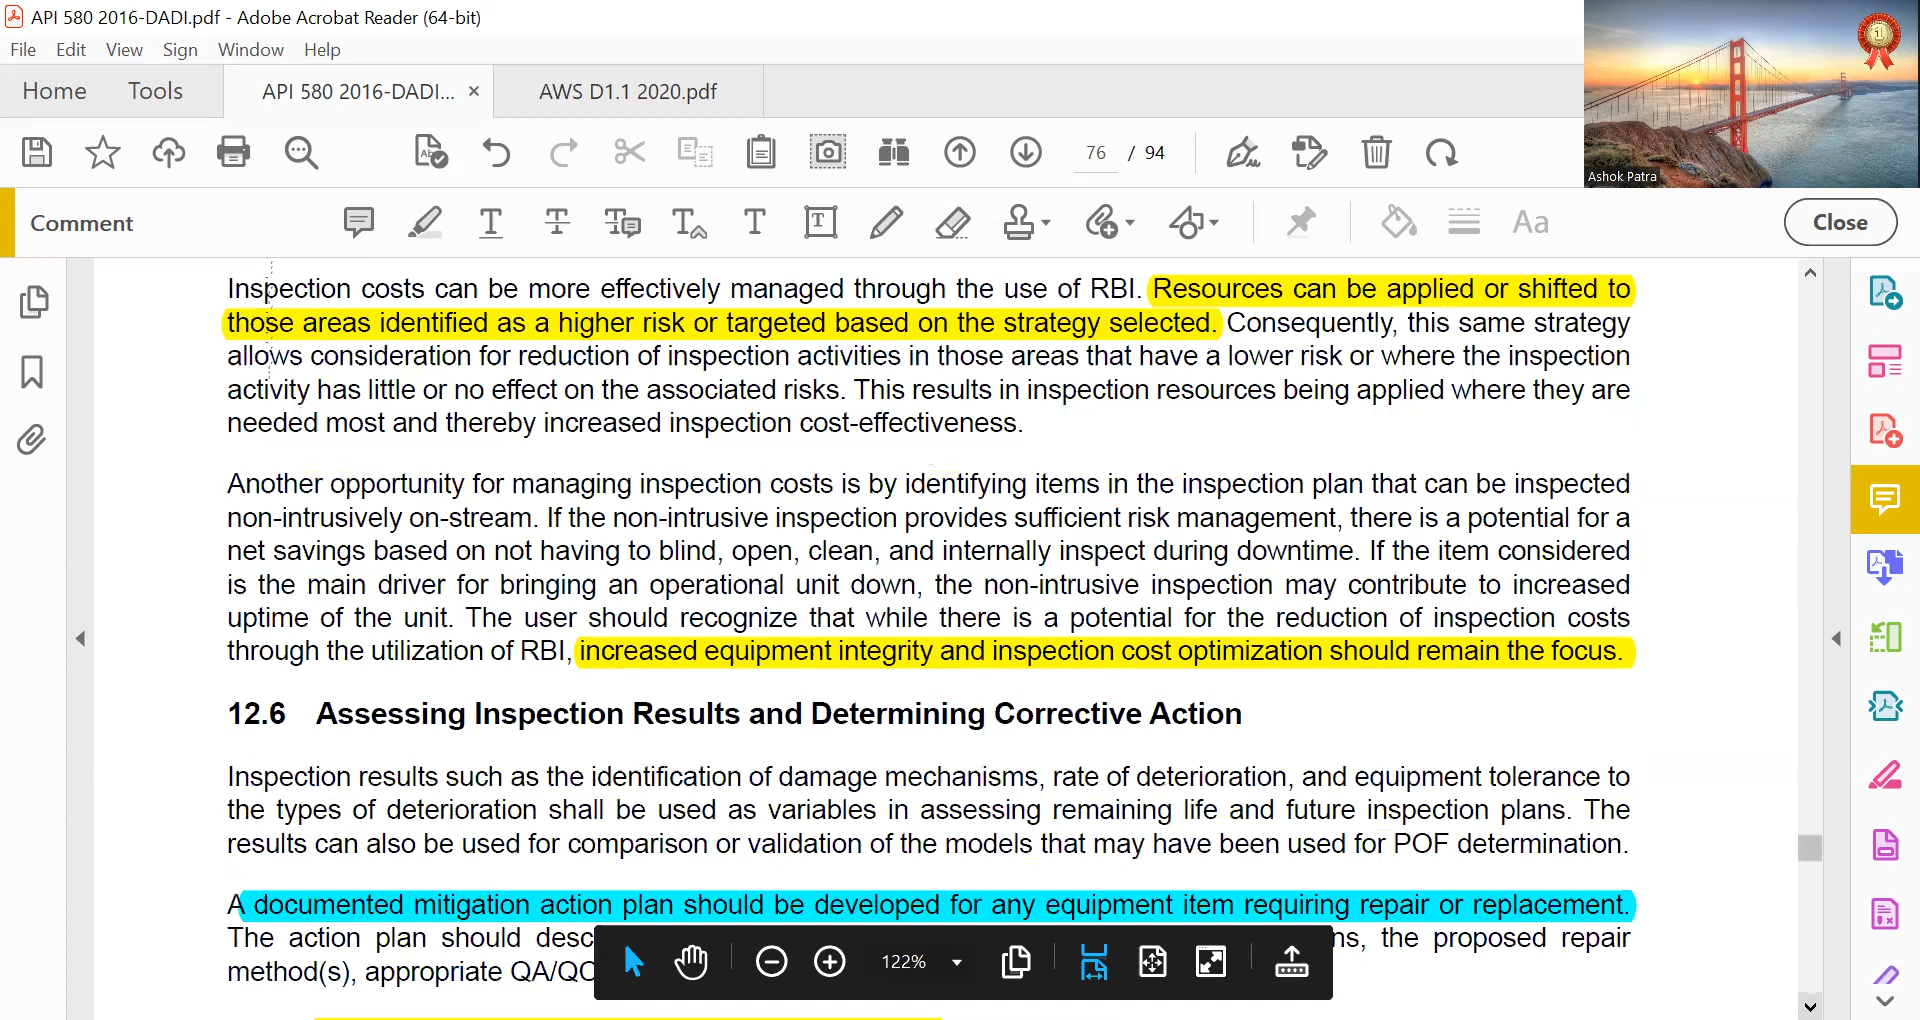 API 580 2016-DADI.pdf - Adobe Acrobat Reader (64-bit)
File Edit View Sign Window Help
Home Tools API 580 2016-DADI... × AWS D1.1 2020.pdf
76 / 94
1
Ashok Patra
Comment
Aa
Close
Inspection costs can be more effectively managed through the use of RBI. Resources can be applied or shifted to
those areas identified as a higher risk or targeted based on the strategy selected. Consequently, this same strategy
allows consideration for reduction of inspection activities in those areas that have a lower risk or where the inspection
activity has little or no effect on the associated risks. This results in inspection resources being applied where they are
needed most and thereby increased inspection cost-effectiveness.
Another opportunity for managing inspection costs is by identifying items in the inspection plan that can be inspected
non-intrusively on-stream. If the non-intrusive inspection provides sufficient risk management, there is a potential for a
net savings based on not having to blind, open, clean, and internally inspect during downtime. If the item considered
is the main driver for bringing an operational unit down, the non-intrusive inspection may contribute to increased
uptime of the unit. The user should recognize that while there is a potential for the reduction of inspection costs
through the utilization of RBI, increased equipment integrity and inspection cost optimization should remain the focus.
12.6 Assessing Inspection Results and Determining Corrective Action
Inspection results such as the identification of damage mechanisms, rate of deterioration, and equipment tolerance to
the types of deterioration shall be used as variables in assessing remaining life and future inspection plans. The
results can also be used for comparison or validation of the models that may have been used for POF determination.
A documented mitigation action plan should be developed for any equipment item requiring repair or replacement.
The action plan should desc ns, the proposed repair
method(s), appropriate QA/QC
122%